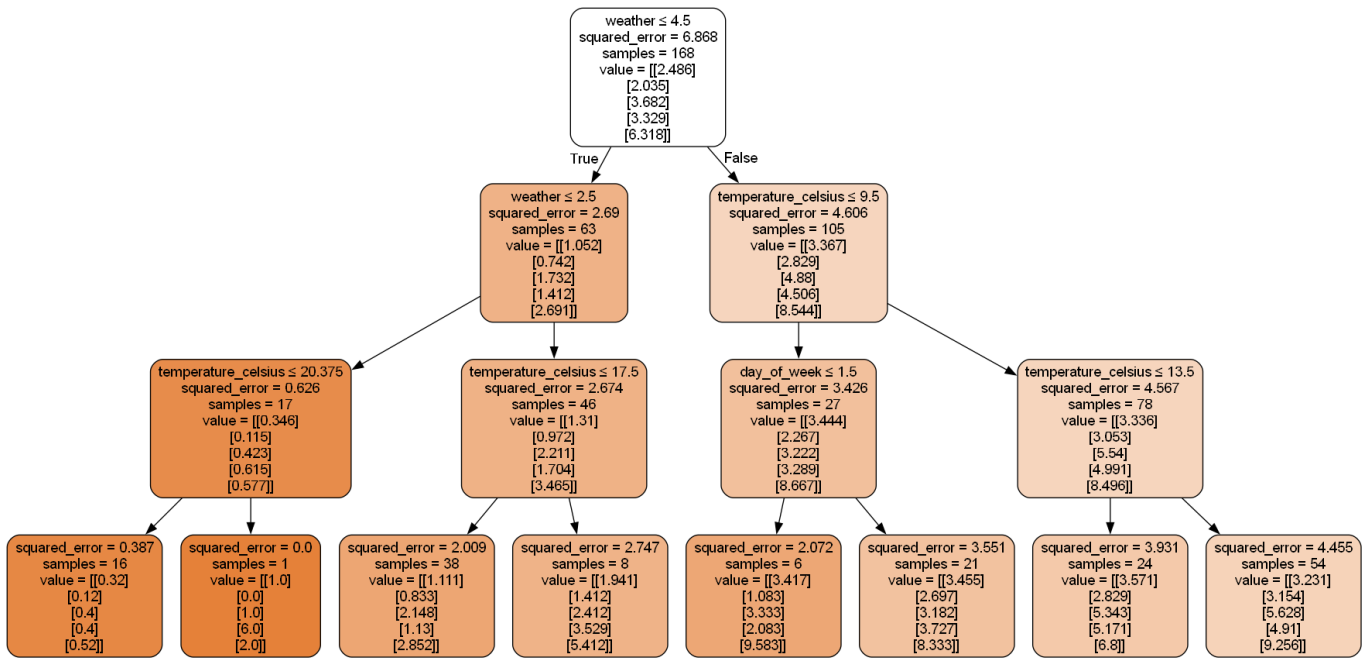 weather ≤ 4.5
squared_error = 6.868
samples = 168
value = [[2.486]
[2.035]
[3.682]
[3.329]
[6.318]]
True
False
weather ≤ 2.5
squared_error = 2.69
samples = 63
value = [[1.052]
[0.742]
[1.732]
[1.412]
[2.691]]
temperature_celsius ≤ 9.5
squared_error = 4.606
samples = 105
value = [[3.367]
[2.829]
[4.88]
[4.506]
[8.544]]
temperature_celsius ≤ 20.375
squared_error = 0.626
samples = 17
value = [[0.346]
[0.115]
[0.423]
[0.615]
[0.577]]
temperature_celsius ≤ 17.5
squared_error = 2.674
samples = 46
value = [[1.31]
[0.972]
[2.211]
[1.704]
[3.465]]
day_of_week ≤ 1.5
squared_error = 3.426
samples = 27
value = [[3.444]
[2.267]
[3.222]
[3.289]
[8.667]]
temperature_celsius ≤ 13.5
squared_error = 4.567
samples = 78
value = [[3.336]
[3.053]
[5.54]
[4.991]
[8.496]]
squared_error = 0.387
samples = 16
value = [[0.32]
[0.12]
[0.4]
[0.4]
[0.52]]
squared_error = 0.0
samples = 1
value = [[1.0]
[0.0]
[1.0]
[6.0]
[2.0]]
squared_error = 2.009
samples = 38
value = [[1.111]
[0.833]
[2.148]
[1.13]
[2.852]]
squared_error = 2.747
samples = 8
value = [[1.941]
[1.412]
[2.412]
[3.529]
[5.412]]
squared_error = 2.072
samples = 6
value = [[3.417]
[1.083]
[3.333]
[2.083]
[9.583]]
squared_error = 3.551
samples = 21
value = [[3.455]
[2.697]
[3.182]
[3.727]
[8.333]]
squared_error = 3.931
samples = 24
value = [[3.571]
[2.829]
[5.343]
[5.171]
[6.8]]
squared_error = 4.455
samples = 54
value = [[3.231]
[3.154]
[5.628]
[4.91]
[9.256]]